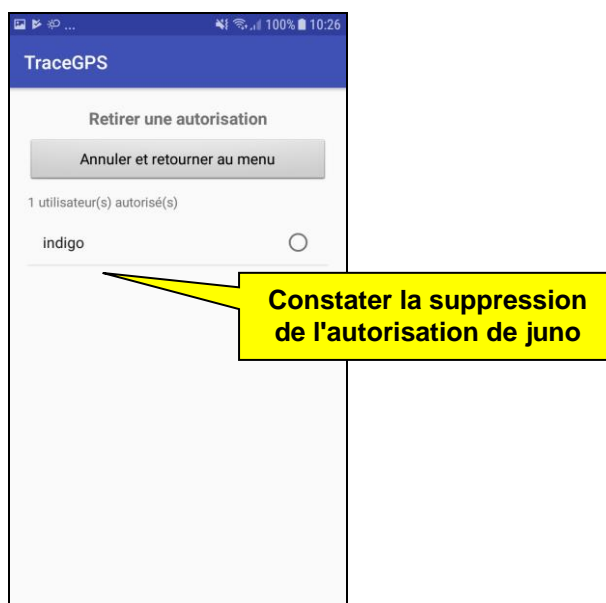 ... 100% 10:26
TraceGPS
Retirer une autorisation
Annuler et retourner au menu
1 utilisateur(s) autorisé(s)
indigo
Constater la suppression
de l'autorisation de juno